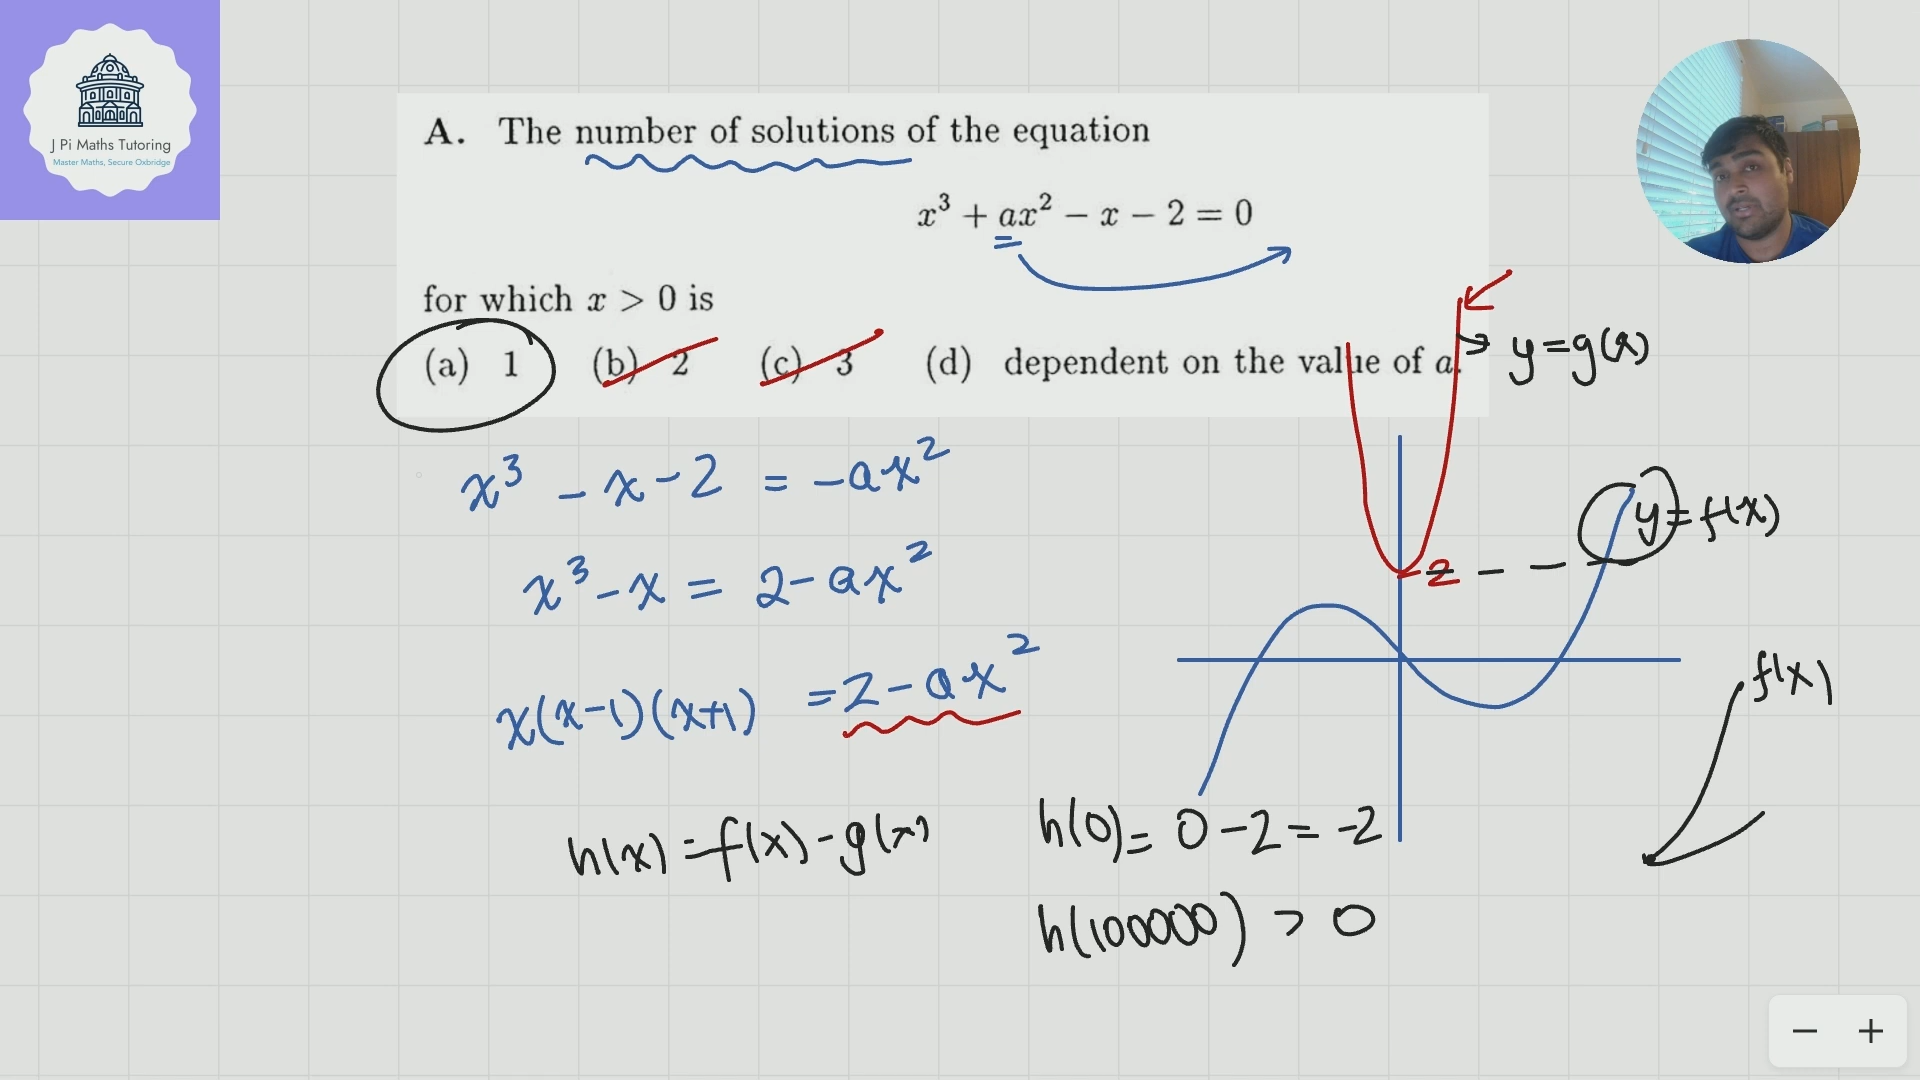 J Pi Maths Tutoring
Master Maths, Secure Oxbridge
A. The number of solutions of the equation
x³ + ax² − x − 2 = 0
for which x > 0 is
(a) 1 (b) 2 (c) 3 (d) dependent on the value of a.
y=g(x)
x³ - x - 2 = -ax²
y=f(x)
2
x³ - x = 2 - ax²
x(x-1)(x+1) = 2 - ax²
f(x)
h(x) = f(x) - g(x)
h(0) = 0 - 2 = -2
h(100000) > 0
− +